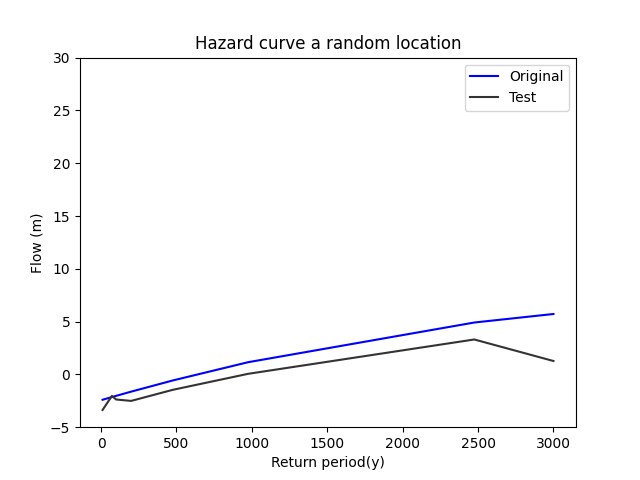 Hazard curve a random location
Original
Test
30
25
20
15
10
5
0
−5
Flow (m)
0 500 1000 1500 2000 2500 3000
Return period(y)